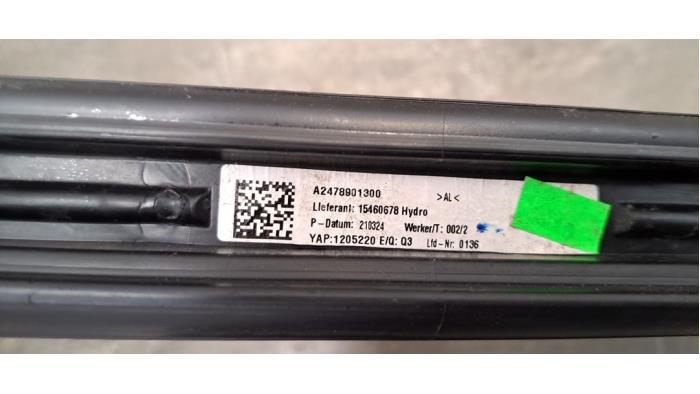 A2478901300 >AL<
Lieferant: 15460678 Hydro
P-Datum: 210324 Werker/T: 002/2
YAP:1205220 E/Q: Q3 Lfd-Nr: 0136